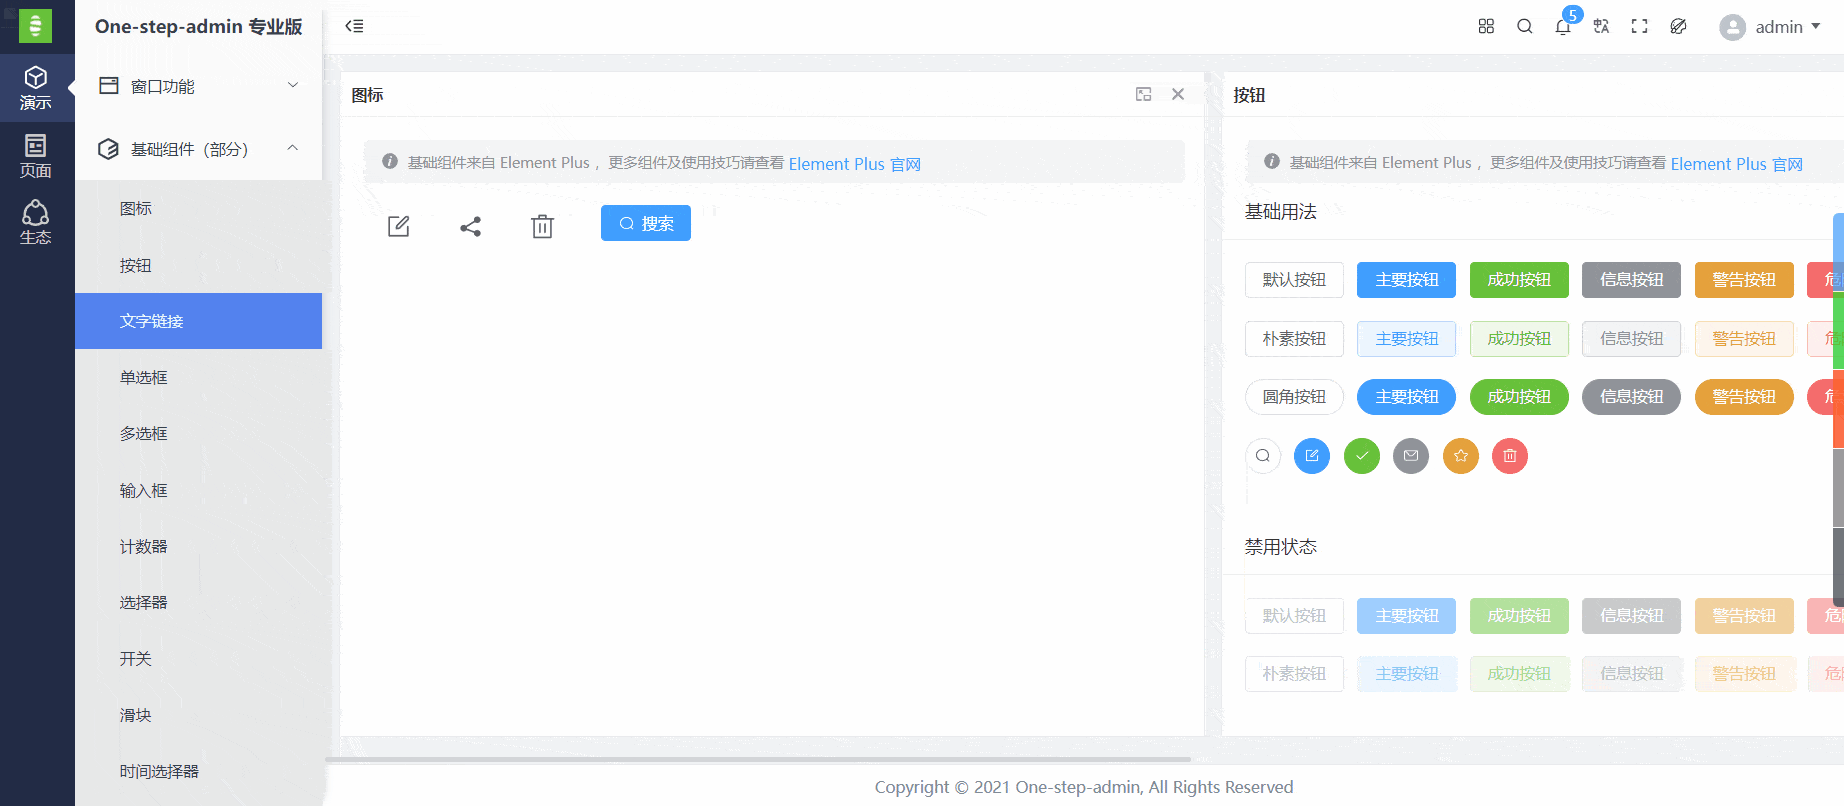 One-step-admin 专业版
5
admin
演示
页面
生态
窗口功能
基础组件（部分）
图标
按钮
文字链接
单选框
多选框
输入框
计数器
选择器
开关
滑块
时间选择器
图标
基础组件来自 Element Plus ，更多组件及使用技巧请查看 Element Plus 官网
搜索
按钮
基础组件来自 Element Plus ，更多组件及使用技巧请查看 Element Plus 官网
基础用法
默认按钮 主要按钮 成功按钮 信息按钮 警告按钮 危
朴素按钮 主要按钮 成功按钮 信息按钮 警告按钮 危
圆角按钮 主要按钮 成功按钮 信息按钮 警告按钮 危
禁用状态
默认按钮 主要按钮 成功按钮 信息按钮 警告按钮 危
朴素按钮 主要按钮 成功按钮 信息按钮 警告按钮 危
Copyright © 2021 One-step-admin, All Rights Reserved